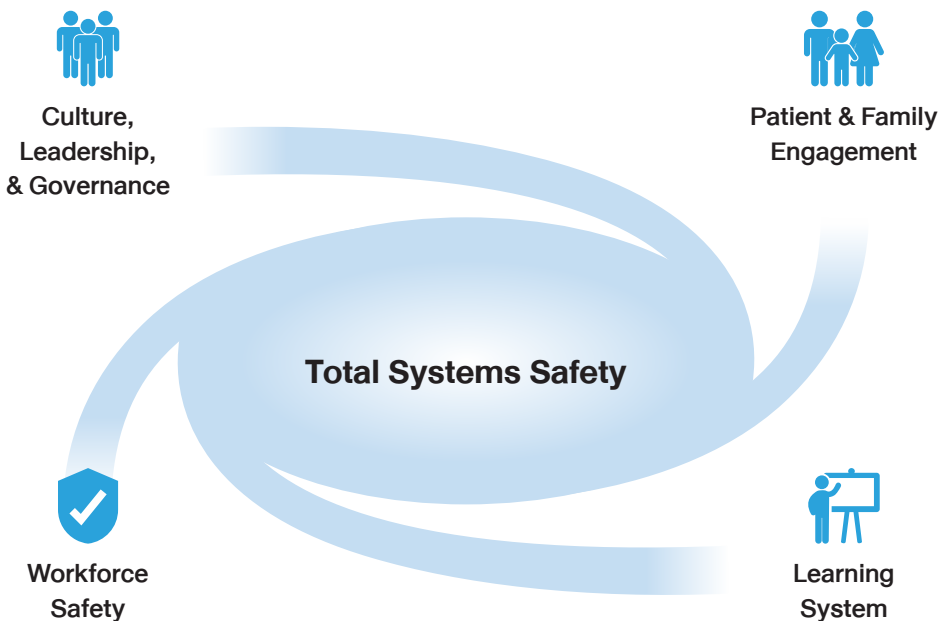 Culture,
Leadership,
& Governance
Patient & Family
Engagement
Total Systems Safety
Workforce
Safety
Learning
System